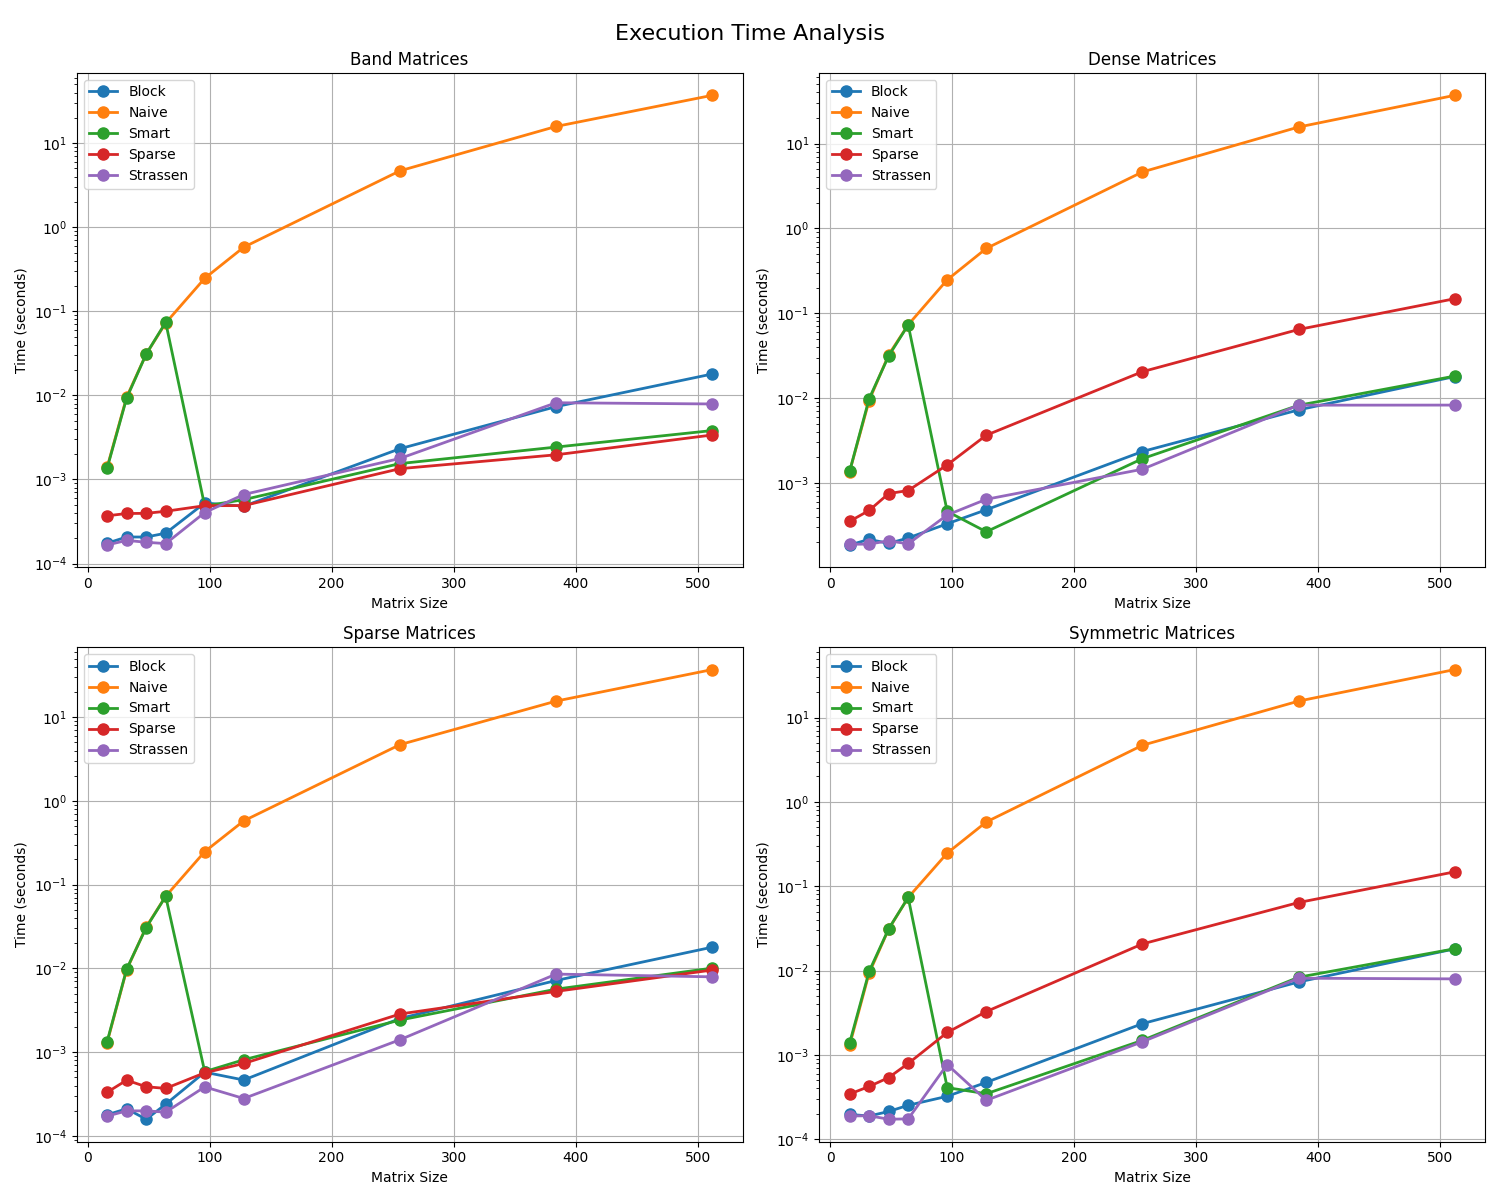 Execution Time Analysis
Band Matrices
Block
Naive
Smart
Sparse
Strassen
10¹
10⁰
10⁻¹
10⁻²
10⁻³
10⁻⁴
Time (seconds)
0 100 200 300 400 500
Matrix Size
Dense Matrices
Block
Naive
Smart
Sparse
Strassen
10¹
10⁰
10⁻¹
10⁻²
10⁻³
Time (seconds)
0 100 200 300 400 500
Matrix Size
Sparse Matrices
Block
Naive
Smart
Sparse
Strassen
10¹
10⁰
10⁻¹
10⁻²
10⁻³
10⁻⁴
Time (seconds)
0 100 200 300 400 500
Matrix Size
Symmetric Matrices
Block
Naive
Smart
Sparse
Strassen
10¹
10⁰
10⁻¹
10⁻²
10⁻³
10⁻⁴
Time (seconds)
0 100 200 300 400 500
Matrix Size